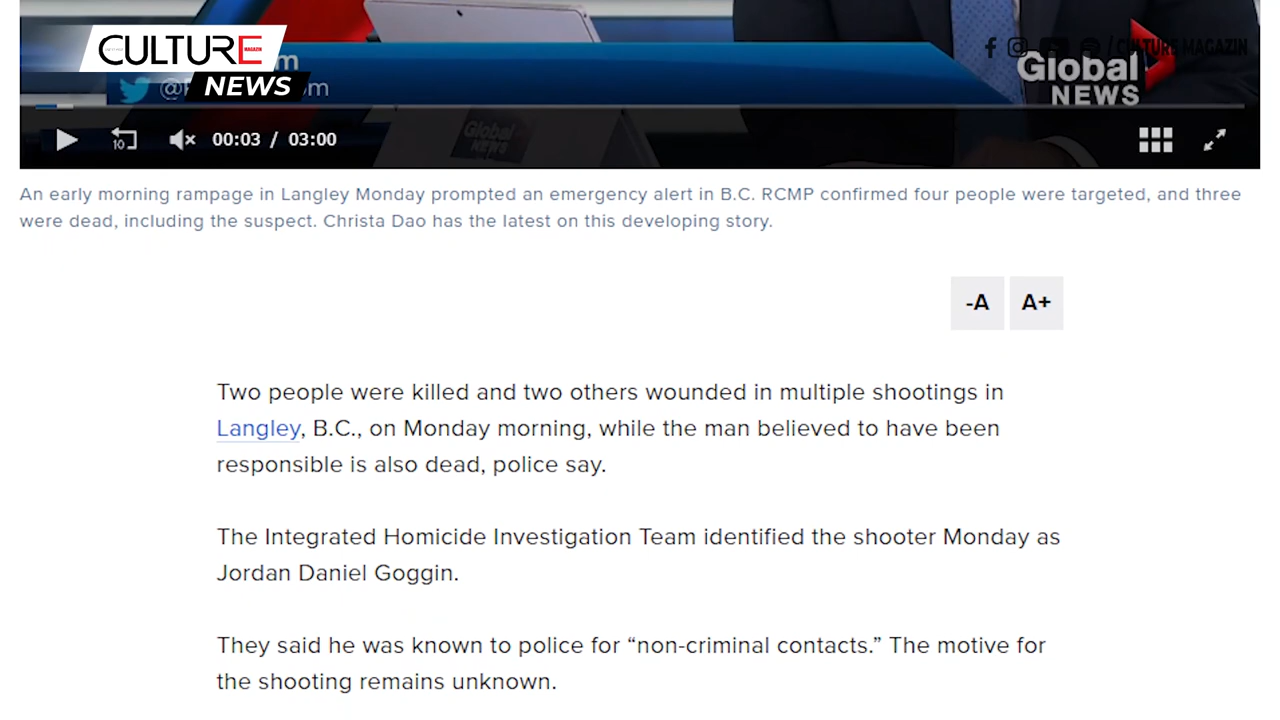 CULTURE
MAGAZIN
NEWS
/ CULTURE MAGAZIN
Global
NEWS
10
00:03 / 03:00
An early morning rampage in Langley Monday prompted an emergency alert in B.C. RCMP confirmed four people were targeted, and three
were dead, including the suspect. Christa Dao has the latest on this developing story.
-A A+
Two people were killed and two others wounded in multiple shootings in
Langley, B.C., on Monday morning, while the man believed to have been
responsible is also dead, police say.
The Integrated Homicide Investigation Team identified the shooter Monday as
Jordan Daniel Goggin.
They said he was known to police for “non-criminal contacts.” The motive for
the shooting remains unknown.